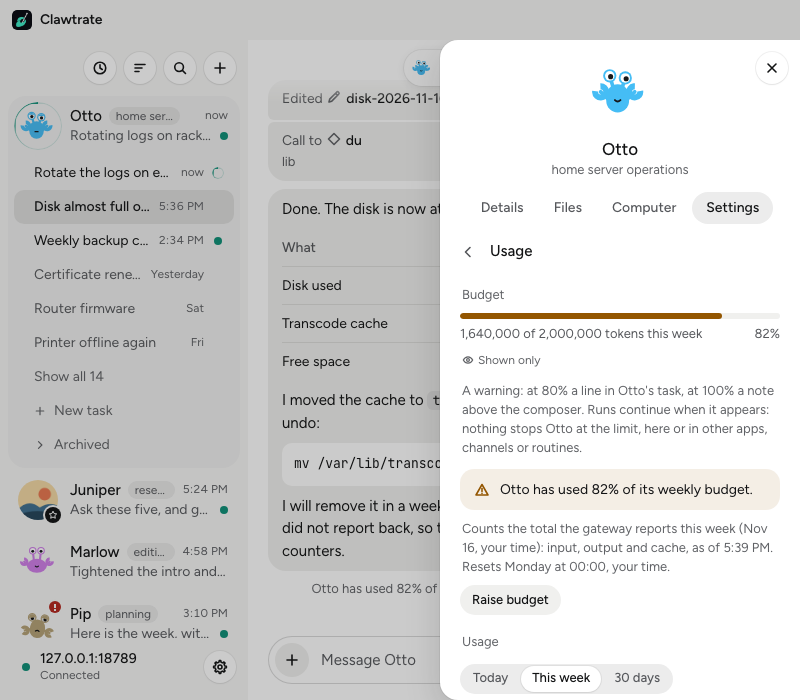 Clawtrate
Otto
home ser...
now
Rotating logs on rack...
Rotate the logs on e...
now
Disk almost full o...
5:36 PM
Weekly backup c...
2:34 PM
Certificate rene...
Yesterday
Router firmware
Sat
Printer offline again
Fri
Show all 14
New task
Archived
Juniper
rese...
5:24 PM
Ask these five, and g...
Marlow
editi...
4:58 PM
Tightened the intro and...
Pip
planning
3:10 PM
Here is the week. wit...
127.0.0.1:18789
Connected
Edited disk-2026-11-1
Call to du
lib
Done. The disk is now at
What
Disk used
Transcode cache
Free space
I moved the cache to
undo:
mv /var/lib/transco
I will remove it in a week
did not report back, so t
counters.
Otto has used 82% of
Message Otto
Otto
home server operations
Details
Files
Computer
Settings
Usage
Budget
1,640,000 of 2,000,000 tokens this week
82%
Shown only
A warning: at 80% a line in Otto's task, at 100% a note
above the composer. Runs continue when it appears:
nothing stops Otto at the limit, here or in other apps,
channels or routines.
Otto has used 82% of its weekly budget.
Counts the total the gateway reports this week (Nov
16, your time): input, output and cache, as of 5:39 PM.
Resets Monday at 00:00, your time.
Raise budget
Usage
Today
This week
30 days